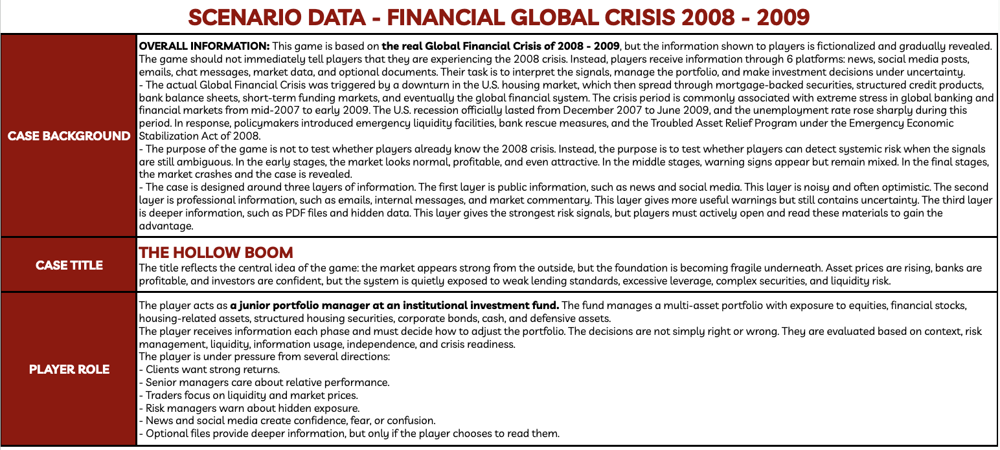 SCENARIO DATA - FINANCIAL GLOBAL CRISIS 2008 - 2009
CASE BACKGROUND
OVERALL INFORMATION: This game is based on the real Global Financial Crisis of 2008 - 2009, but the information shown to players is fictionalized and gradually revealed.
The game should not immediately tell players that they are experiencing the 2008 crisis. Instead, players receive information through 6 platforms: news, social media posts,
emails, chat messages, market data, and optional documents. Their task is to interpret the signals, manage the portfolio, and make investment decisions under uncertainty.
- The actual Global Financial Crisis was triggered by a downturn in the U.S. housing market, which then spread through mortgage-backed securities, structured credit products,
bank balance sheets, short-term funding markets, and eventually the global financial system. The crisis period is commonly associated with extreme stress in global banking and
financial markets from mid-2007 to early 2009. The U.S. recession officially lasted from December 2007 to June 2009, and the unemployment rate rose sharply during this
period. In response, policymakers introduced emergency liquidity facilities, bank rescue measures, and the Troubled Asset Relief Program under the Emergency Economic
Stabilization Act of 2008.
- The purpose of the game is not to test whether players already know the 2008 crisis. Instead, the purpose is to test whether players can detect systemic risk when the signals
are still ambiguous. In the early stages, the market looks normal, profitable, and even attractive. In the middle stages, warning signs appear but remain mixed. In the final stages,
the market crashes and the case is revealed.
- The case is designed around three layers of information. The first layer is public information, such as news and social media. This layer is noisy and often optimistic. The second
layer is professional information, such as emails, internal messages, and market commentary. This layer gives more useful warnings but still contains uncertainty. The third layer
is deeper information, such as PDF files and hidden data. This layer gives the strongest risk signals, but players must actively open and read these materials to gain the
advantage.
CASE TITLE
THE HOLLOW BOOM
The title reflects the central idea of the game: the market appears strong from the outside, but the foundation is becoming fragile underneath. Asset prices are rising, banks are
profitable, and investors are confident, but the system is quietly exposed to weak lending standards, excessive leverage, complex securities, and liquidity risk.
PLAYER ROLE
The player acts as a junior portfolio manager at an institutional investment fund. The fund manages a multi-asset portfolio with exposure to equities, financial stocks,
housing-related assets, structured housing securities, corporate bonds, cash, and defensive assets.
The player receives information each phase and must decide how to adjust the portfolio. The decisions are not simply right or wrong. They are evaluated based on context, risk
management, liquidity, information usage, independence, and crisis readiness.
The player is under pressure from several directions:
- Clients want strong returns.
- Senior managers care about relative performance.
- Traders focus on liquidity and market prices.
- Risk managers warn about hidden exposure.
- News and social media create confidence, fear, or confusion.
- Optional files provide deeper information, but only if the player chooses to read them.